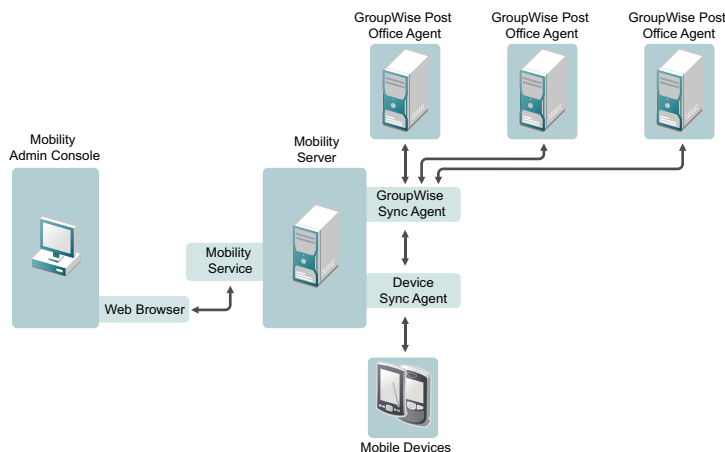 GroupWise Post
Office Agent
GroupWise Post
Office Agent
GroupWise Post
Office Agent
Mobility
Admin Console
Mobility
Server
GroupWise
Sync Agent
Mobility
Service
Device
Sync Agent
Web Browser
Mobile Devices